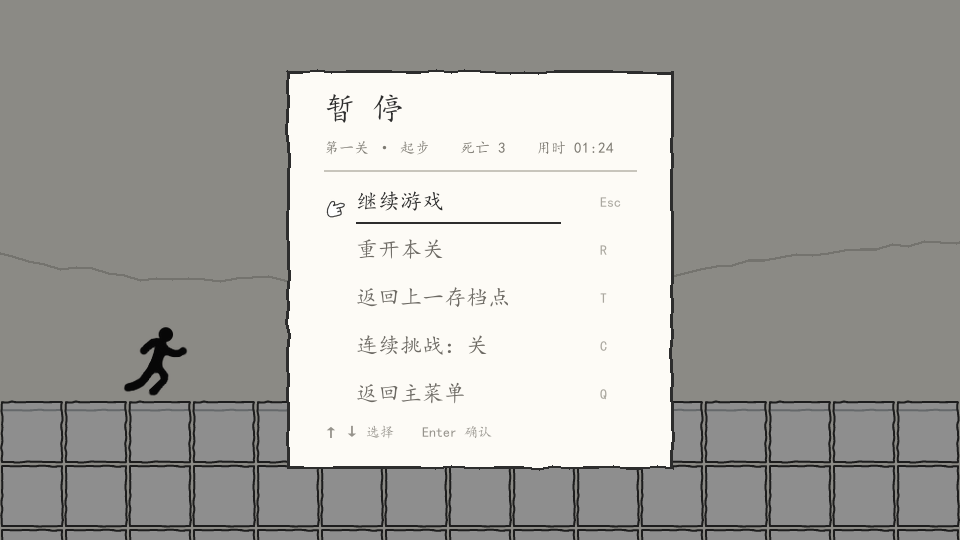 暂 停
第一关 · 起步 死亡 3 用时 01:24
继续游戏 Esc
重开本关 R
返回上一存档点 T
连续挑战: 关 C
返回主菜单 Q
↑ ↓ 选择 Enter 确认